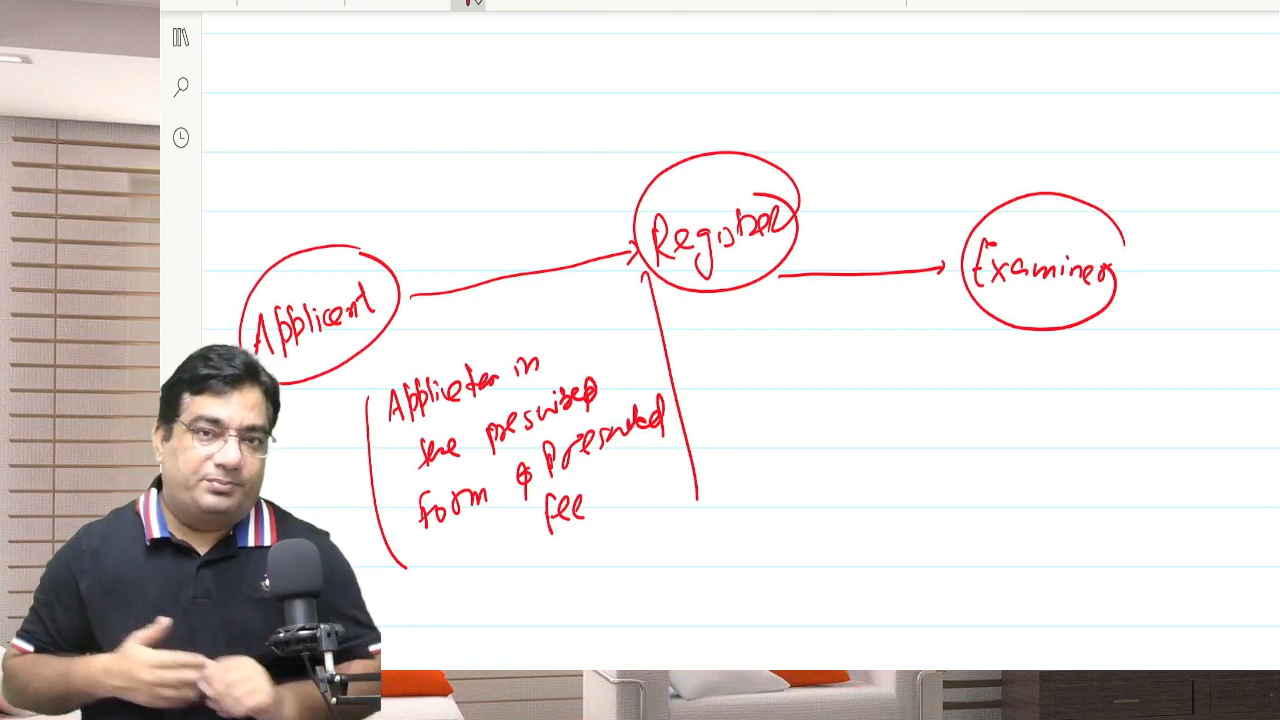 Applicant
Registrar
Examiner
Application in
the prescribed
Form & Prescribed
fee